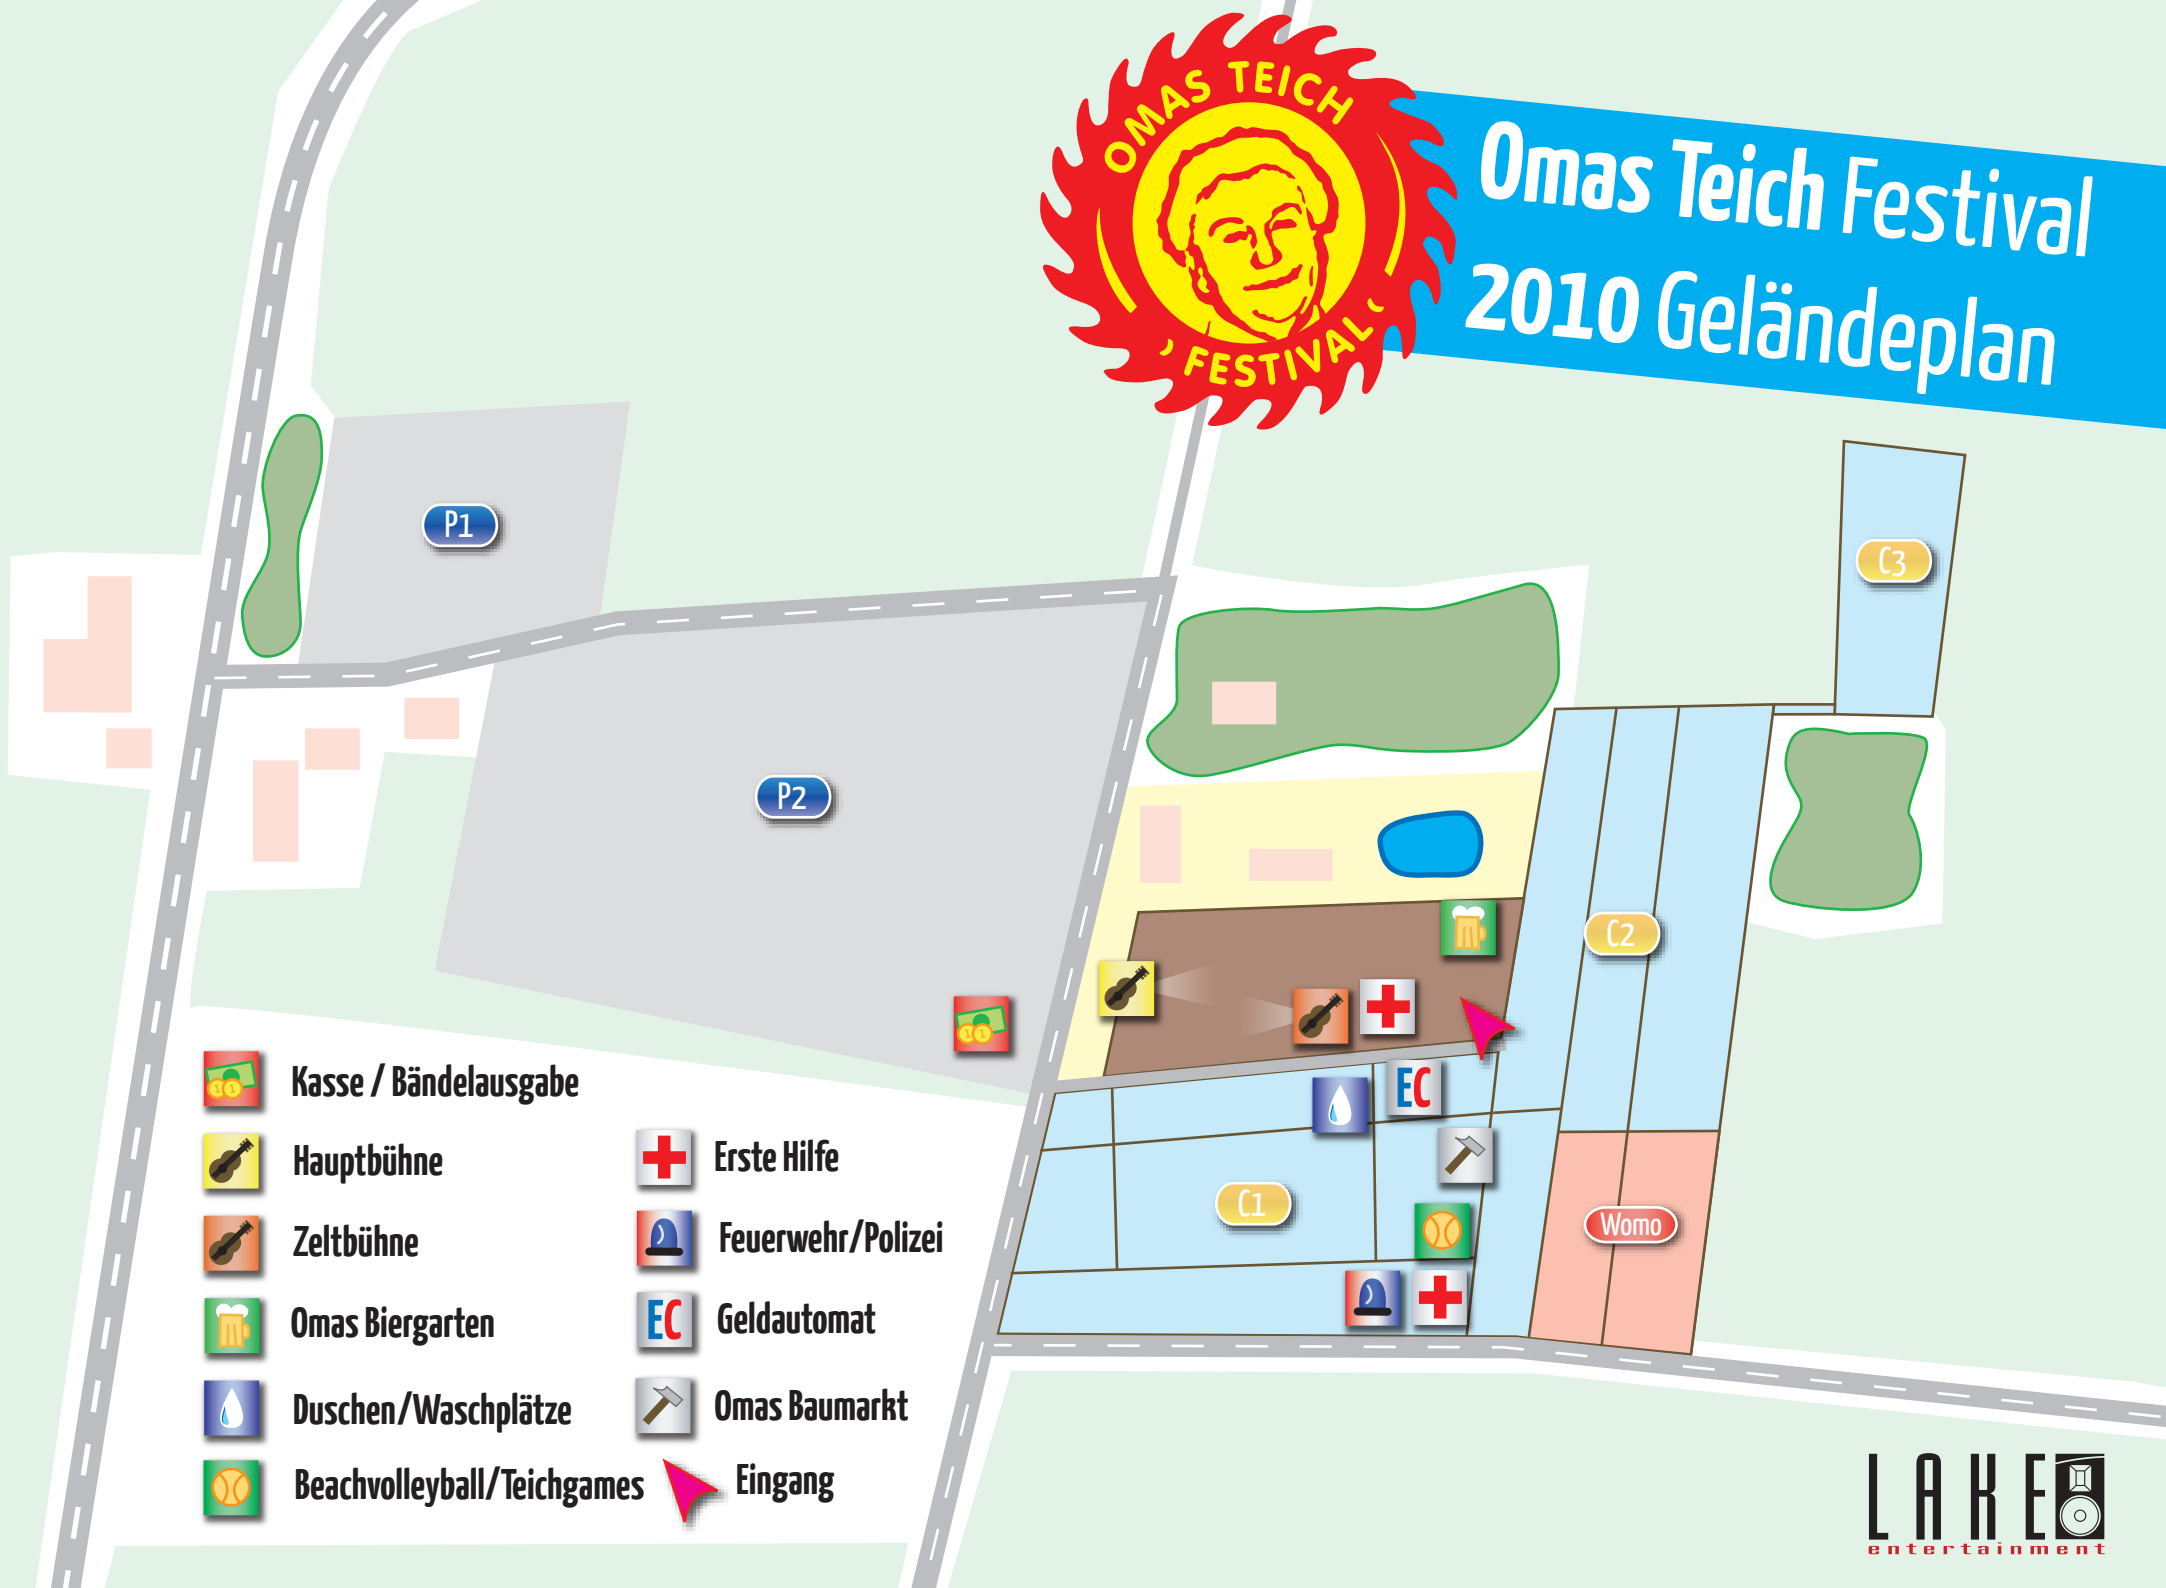 OMAS TEICH
FESTIVAL
Omas Teich Festival
2010 Geländeplan
P1
C3
P2
C2
EC
C1
Womo
Kasse / Bändelausgabe
Hauptbühne
Zeltbühne
Omas Biergarten
Duschen/Waschplätze
Beachvolleyball/Teichgames
Erste Hilfe
Feuerwehr/Polizei
EC Geldautomat
Omas Baumarkt
Eingang
LAKE
entertainment